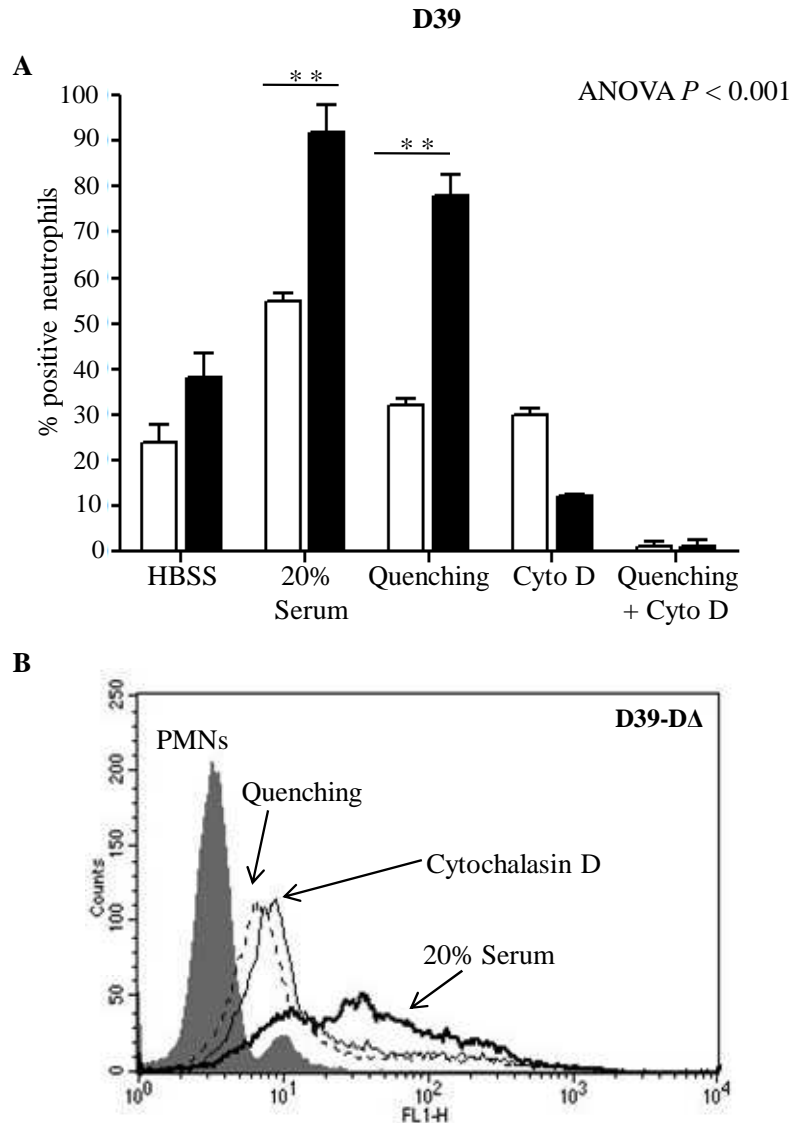 D39
A
ANOVA P < 0.001
* *
* *
100
90
80
70
60
50
40
30
20
10
0
% positive neutrophils
HBSS
20%
Serum
Quenching
Cyto D
Quenching
+ Cyto D
B
D39-DΔ
250
200
150
100
50
0
Counts
PMNs
Quenching
Cytochalasin D
20% Serum
10⁰
10¹
10²
10³
10⁴
FL1-H